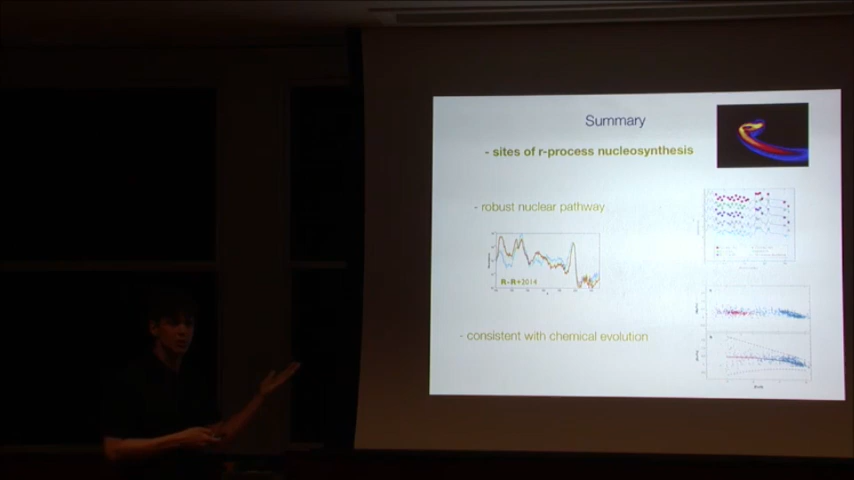 Summary
- sites of r-process nucleosynthesis
- robust nuclear pathway
R-R+2014
- consistent with chemical evolution